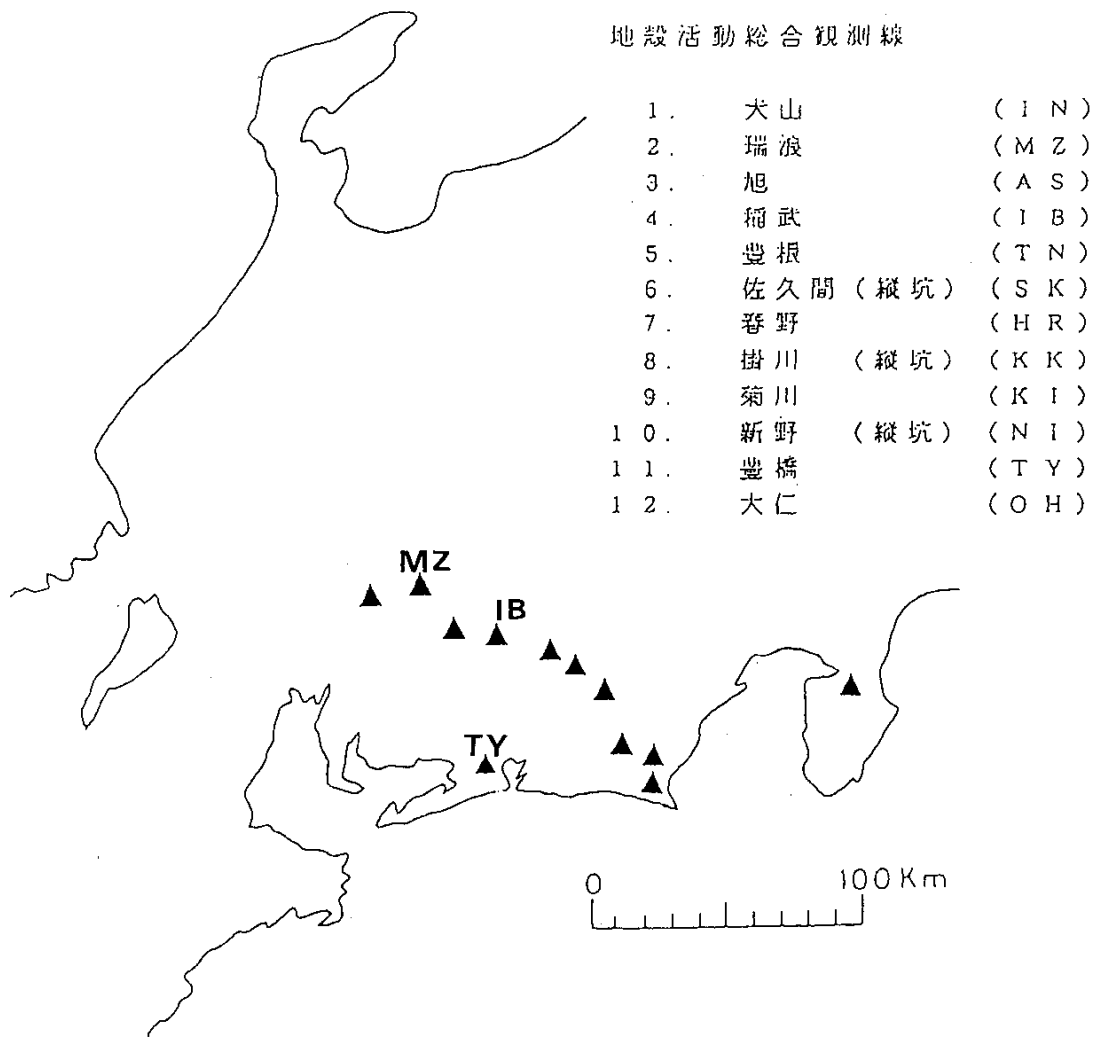 地殻活動総合観測線
1. 犬山 (IN)
2. 瑞浪 (MZ)
3. 旭 (AS)
4. 稲武 (IB)
5. 豊根 (TN)
6. 佐久間(縦坑) (SK)
7. 春野 (HR)
8. 掛川 (縦坑) (KK)
9. 菊川 (KI)
10. 新野 (縦坑) (NI)
11. 豊橋 (TY)
12. 大仁 (OH)
MZ
IB
TY
0 100Km